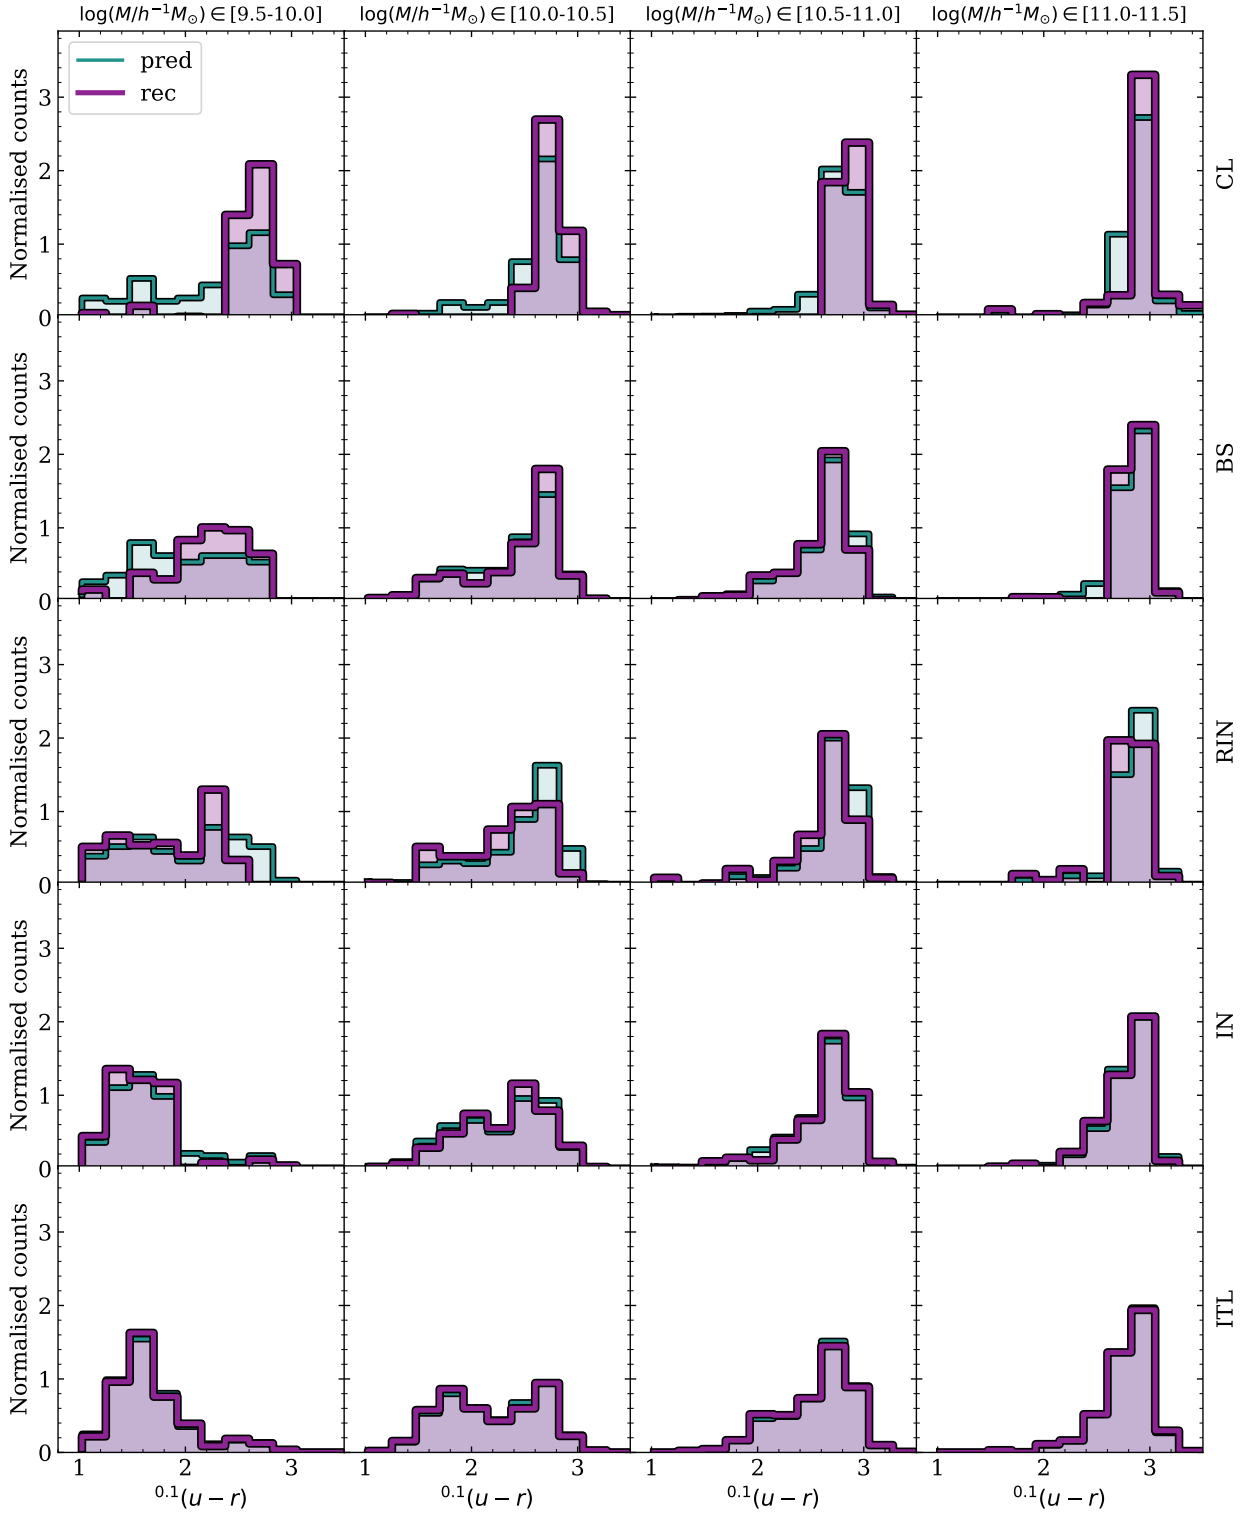 log(M/h⁻¹M⊙) ∈ [9.5-10.0] log(M/h⁻¹M⊙) ∈ [10.0-10.5] log(M/h⁻¹M⊙) ∈ [10.5-11.0] log(M/h⁻¹M⊙) ∈ [11.0-11.5]
pred
rec
Normalised counts
3
2
1
0
CL
Normalised counts
3
2
1
0
BS
Normalised counts
3
2
1
0
RIN
Normalised counts
3
2
1
0
IN
Normalised counts
3
2
1
0
ITL
1 2 3 1 2 3 1 2 3 1 2 3
⁰·¹(u − r) ⁰·¹(u − r) ⁰·¹(u − r) ⁰·¹(u − r)